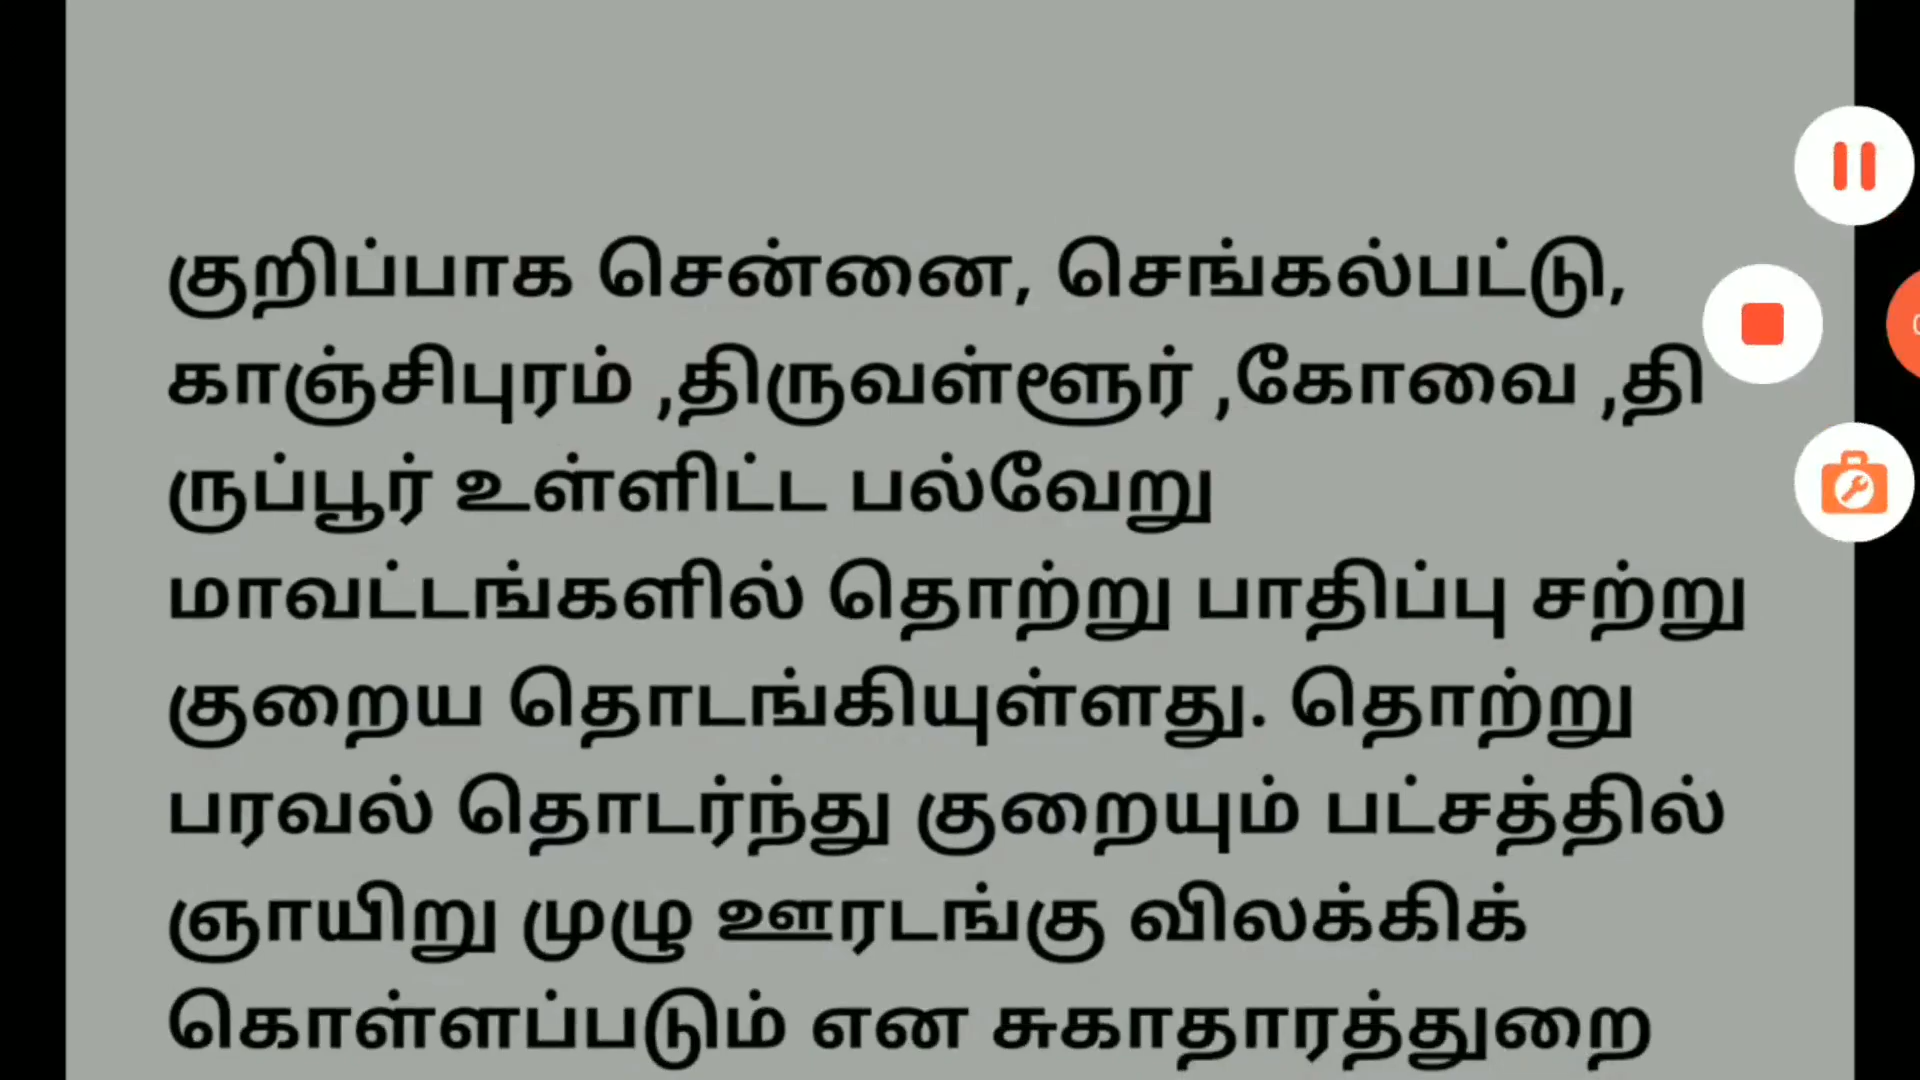 குறிப்பாக சென்னை, செங்கல்பட்டு,
காஞ்சிபுரம் ,திருவள்ளூர் ,கோவை ,தி
ருப்பூர் உள்ளிட்ட பல்வேறு
மாவட்டங்களில் தொற்று பாதிப்பு சற்று
குறைய தொடங்கியுள்ளது. தொற்று
பரவல் தொடர்ந்து குறையும் பட்சத்தில்
ஞாயிறு முழு ஊரடங்கு விலக்கிக்
கொள்ளப்படும் என சுகாதாரத்துறை